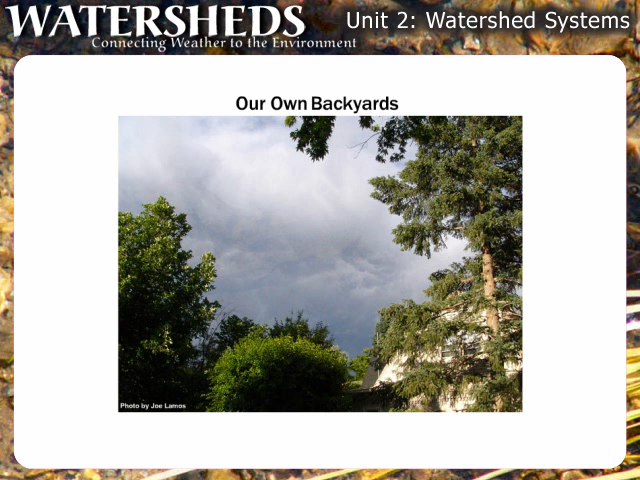 WATERSHEDS
Connecting Weather to the Environment
Unit 2: Watershed Systems
Our Own Backyards
Photo by Joe Lamos